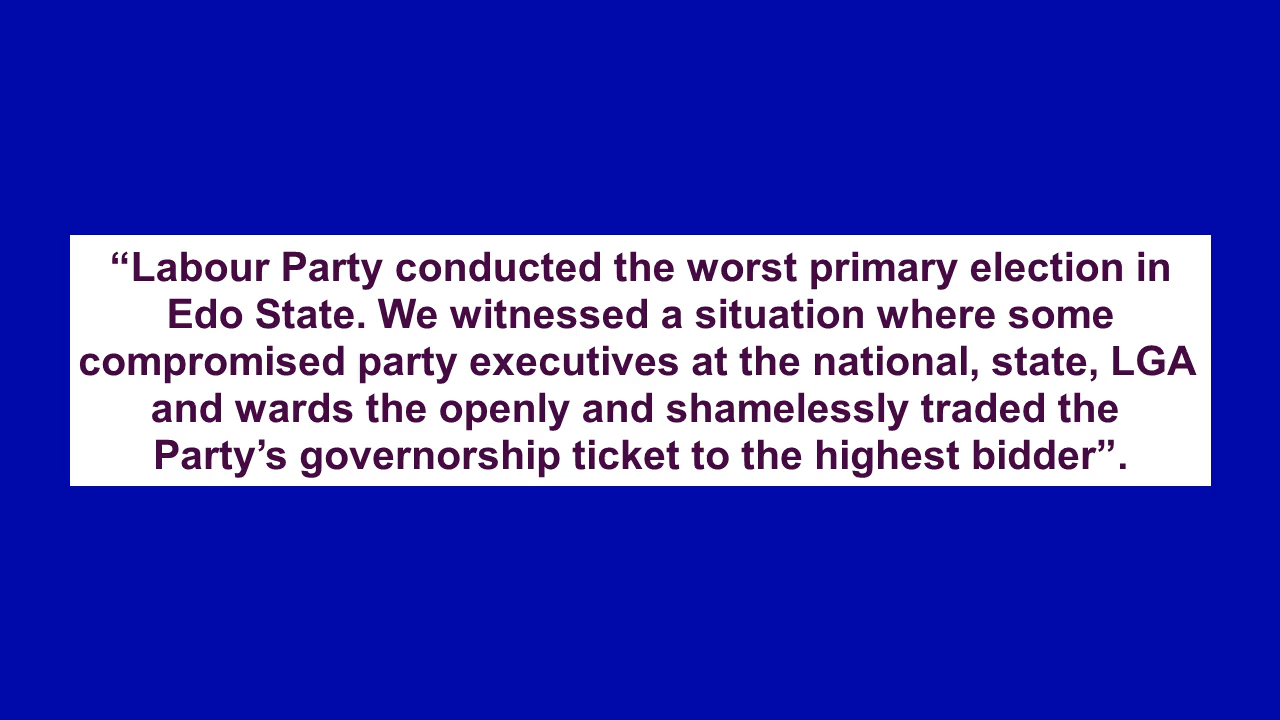 “Labour Party conducted the worst primary election in
Edo State. We witnessed a situation where some
compromised party executives at the national, state, LGA
and wards the openly and shamelessly traded the
Party’s governorship ticket to the highest bidder”.